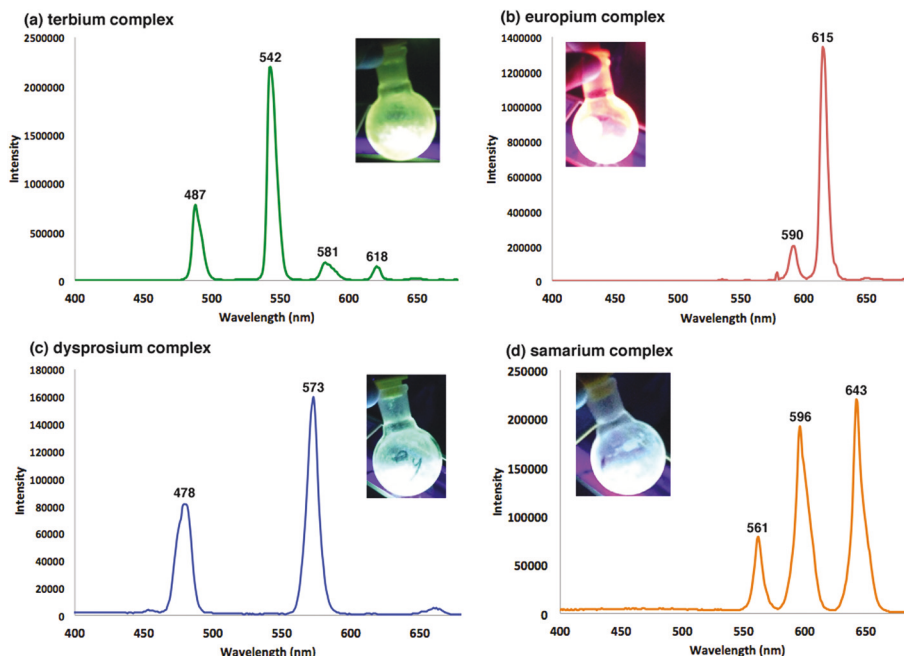 (a) terbium complex
2500000
2000000
1500000
1000000
500000
0
Intensity
487
542
581
618
400 450 500 550 600 650
Wavelength (nm)
(b) europium complex
1400000
1200000
1000000
800000
600000
400000
200000
0
Intensity
590
615
400 450 500 550 600 650
Wavelength (nm)
(c) dysprosium complex
180000
160000
140000
120000
100000
80000
60000
40000
20000
0
Intensity
478
573
Dy
400 450 500 550 600 650
Wavelength (nm)
(d) samarium complex
250000
200000
150000
100000
50000
0
Intensity
561
596
643
400 450 500 550 600 650
Wavelength (nm)